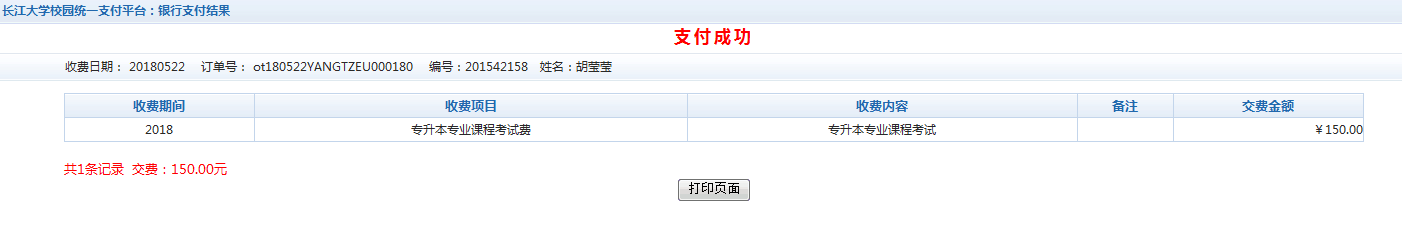 长江大学校园统一支付平台：银行支付结果
支付成功
收费日期： 20180522 订单号： ot180522YANGTZEU000180 编号：201542158 姓名：胡莹莹
收费期间 收费项目 收费内容 备注 交费金额
2018 专升本专业课程考试费 专升本专业课程考试 ￥150.00
共1条记录 交费：150.00元
打印页面